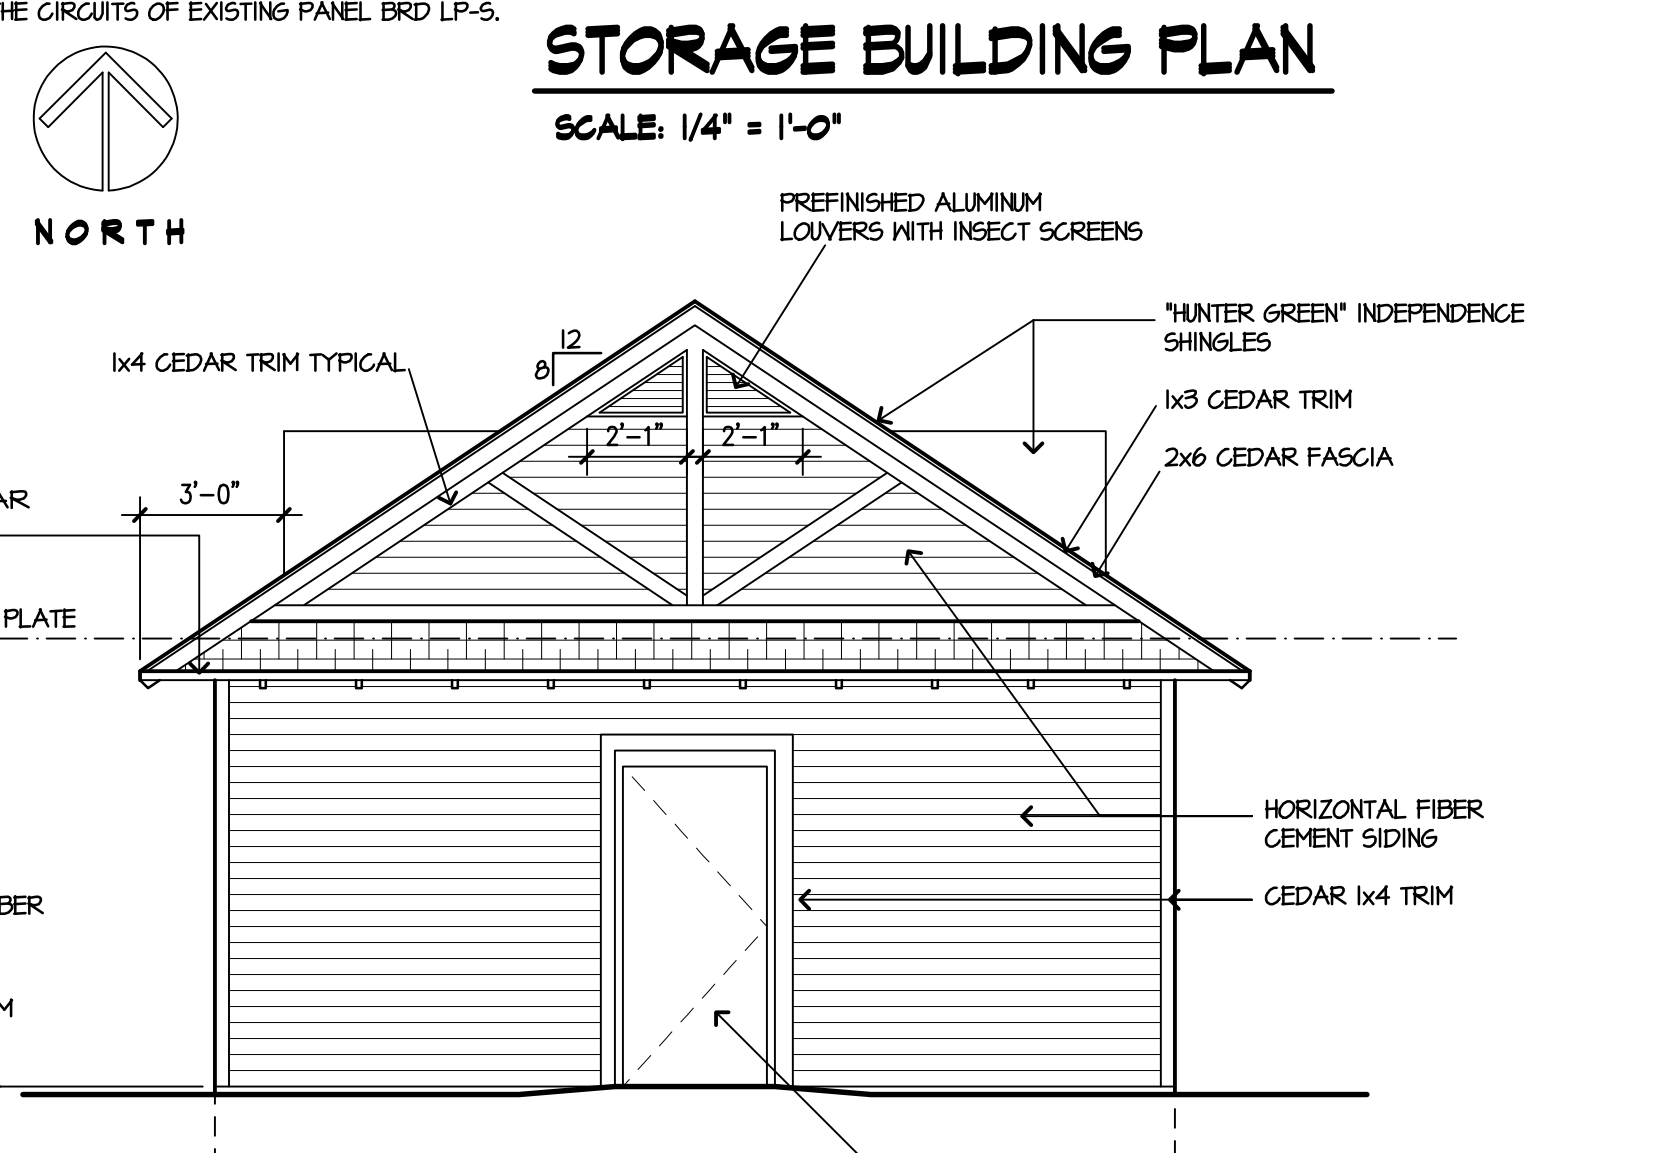 HE CIRCUITS OF EXISTING PANEL BRD LP-S.
STORAGE BUILDING PLAN
SCALE: 1/4" = 1'-0"
NORTH
PREFINISHED ALUMINUM
LOUVERS WITH INSECT SCREENS
"HUNTER GREEN" INDEPENDENCE
SHINGLES
12
8
1x4 CEDAR TRIM TYPICAL
1x3 CEDAR TRIM
2x6 CEDAR FASCIA
2'-1" 2'-1"
3'-0"
AR
PLATE
HORIZONTAL FIBER
CEMENT SIDING
CEDAR 1x4 TRIM
BER
M